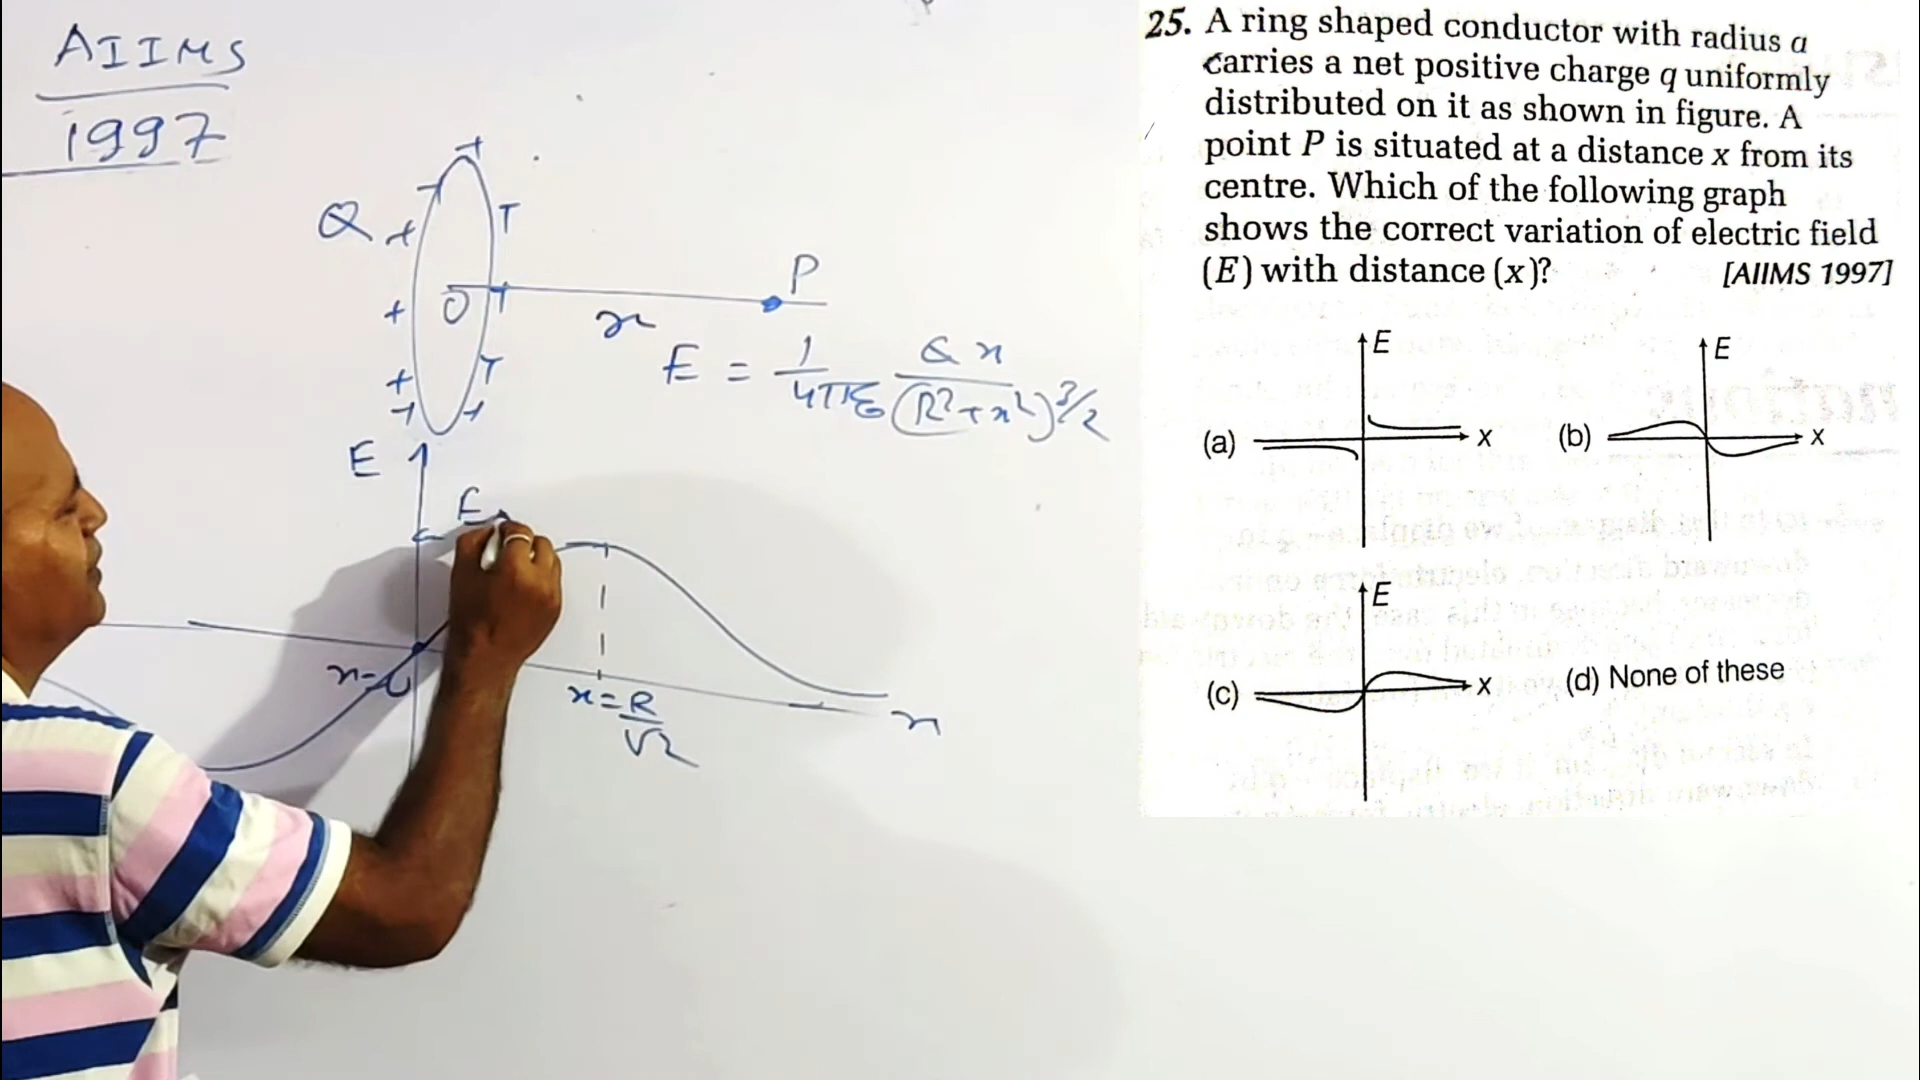 AIIMS
1997
Q
O
P
x
E = 1/4πε₀ Qx/(R²+x²)^3/2
E
E
x=0
x=R/√2
x
25. A ring shaped conductor with radius a
carries a net positive charge q uniformly
distributed on it as shown in figure. A
point P is situated at a distance x from its
centre. Which of the following graph
shows the correct variation of electric field
(E) with distance (x)? [AIIMS 1997]
E
(a) x
E
(b) x
E
(c) x
(d) None of these